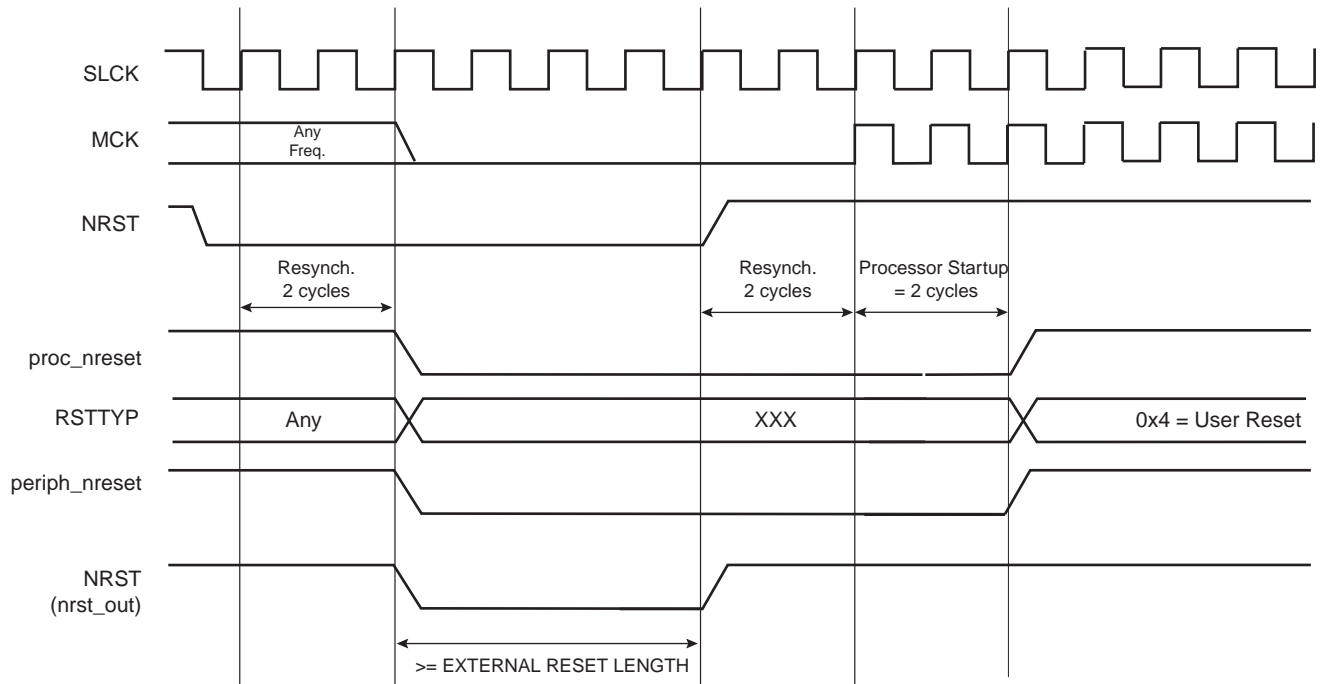 SLCK
MCK
Any
Freq.
NRST
Resynch.
2 cycles
Resynch.
2 cycles
Processor Startup
= 2 cycles
proc_nreset
RSTTYP
Any
XXX
0x4 = User Reset
periph_nreset
NRST
(nrst_out)
>= EXTERNAL RESET LENGTH